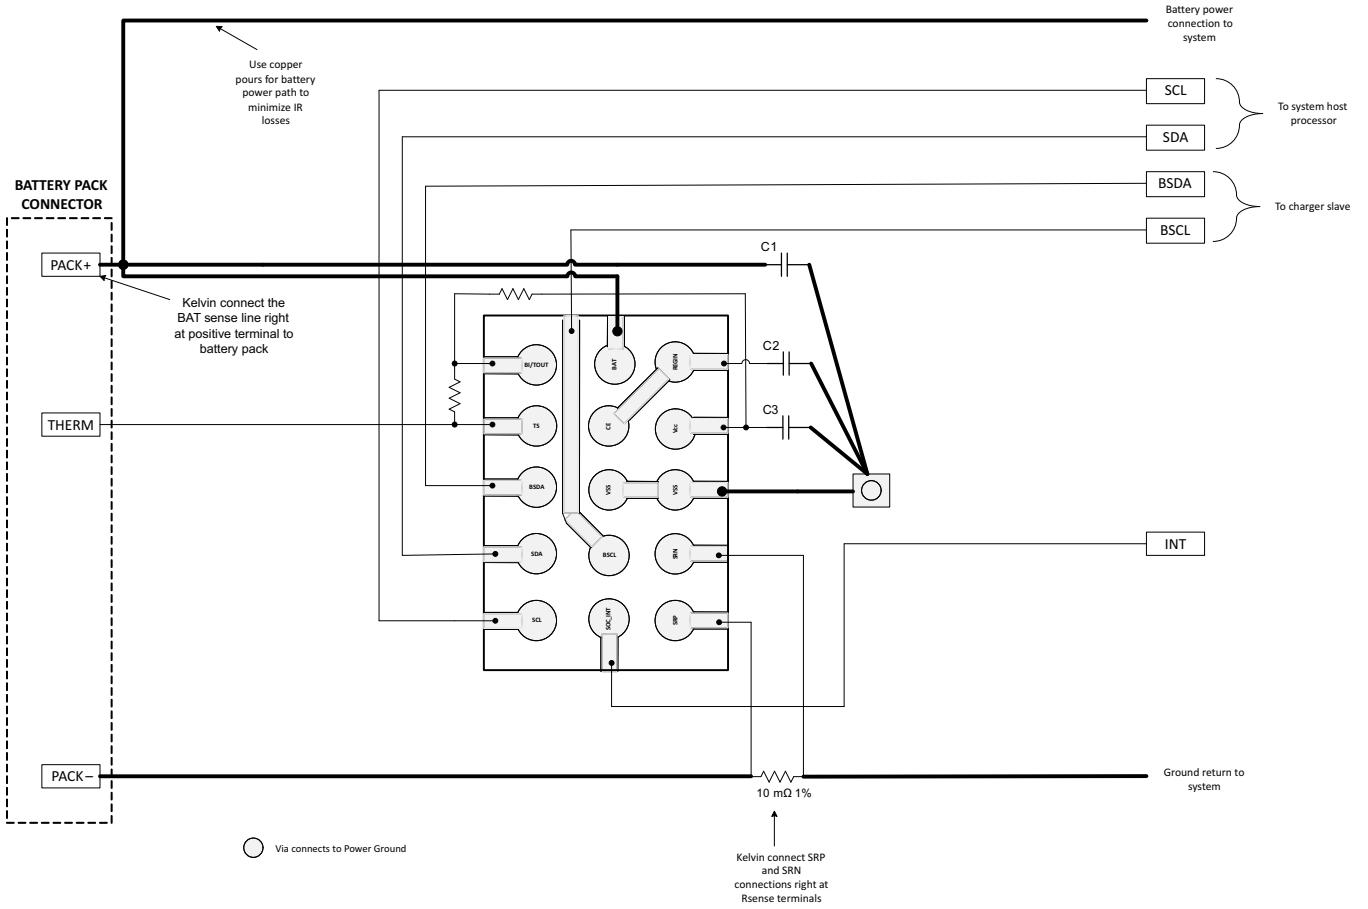 Battery power
connection to
system
Use copper
pours for battery
power path to
minimize IR
losses
SCL
SDA
To system host
processor
BSDA
BSCL
To charger slave
BATTERY PACK
CONNECTOR
PACK+
Kelvin connect the
BAT sense line right
at positive terminal to
battery pack
THERM
PACK–
C1
C2
C3
BI/TOUT
BAT
REGIN
TS
CE
Vcc
BSDA
VSS
VSS
SDA
BSCL
SRN
SCL
SOC_INT
SRP
INT
10 mΩ 1%
Ground return to
system
Kelvin connect SRP
and SRN
connections right at
Rsense terminals
Via connects to Power Ground